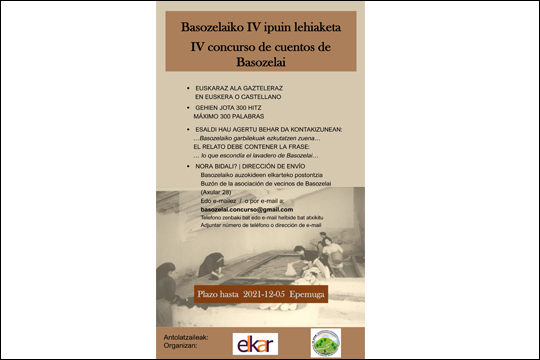 Basozelaiko IV ipuin lehiaketa
IV concurso de cuentos de
Basozelai
EUSKARAZ ALA GAZTELERAZ
EN EUSKERA O CASTELLANO
GEHIEN JOTA 300 HITZ
MÁXIMO 300 PALABRAS
ESALDI HAU AGERTU BEHAR DA KONTAKIZUNEAN:
...Basozelaiko garbilekuak ezkutatzen zuena...
EL RELATO DEBE CONTENER LA FRASE:
... lo que escondía el lavadero de Basozelai...
NORA BIDALI? | DIRECCIÓN DE ENVÍO
Basozelaiko auzokideen elkarteko postontzia
Buzón de la asociación de vecinos de Basozelai
(Axular 28)
Edo e-mailez / o por e-mail a:
basozelai.concurso@gmail.com
Telefono zenbaki bat edo e-mail helbide bat atxikitu
Adjuntar número de teléfono o dirección de e-mail
Plazo hasta 2021-12-05 Epemuga
Antolatzaileak:
Organizan:
elkar